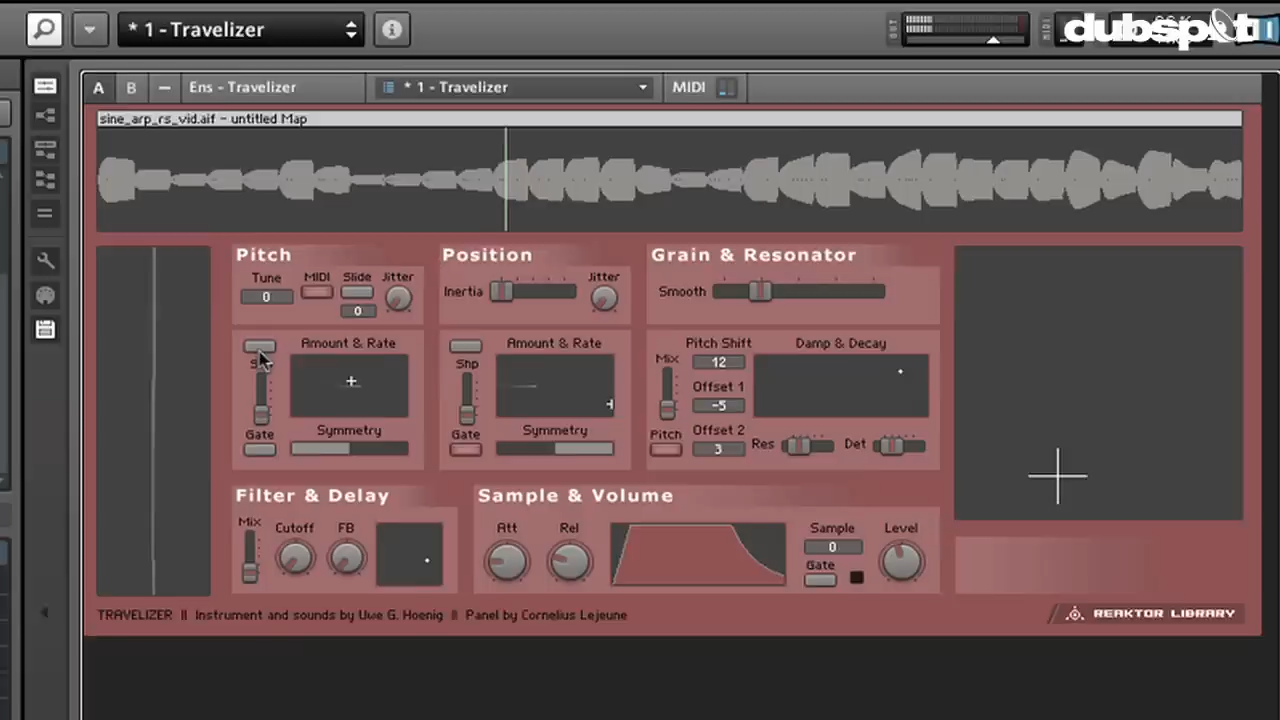 * 1 - Travelizer
OUT
MIDI
dubspot
A B Ens - Travelizer * 1 - Travelizer MIDI
sine_arp_rs_vid.aif - untitled Map
Pitch Position Grain & Resonator
Tune MIDI Slide Jitter
Inertia Jitter
Smooth
0
0
Amount & Rate Amount & Rate Pitch Shift Damp & Decay
Shp Mix
12
Offset 1
-5
Gate Symmetry Gate Symmetry Pitch Offset 2
3 Res Det
Filter & Delay Sample & Volume
Mix Cutoff FB Att Rel Sample Level
0
Gate
TRAVELIZER || Instrument and sounds by Uwe G. Hoenig || Panel by Cornelius Lejeune
REAKTOR LIBRARY